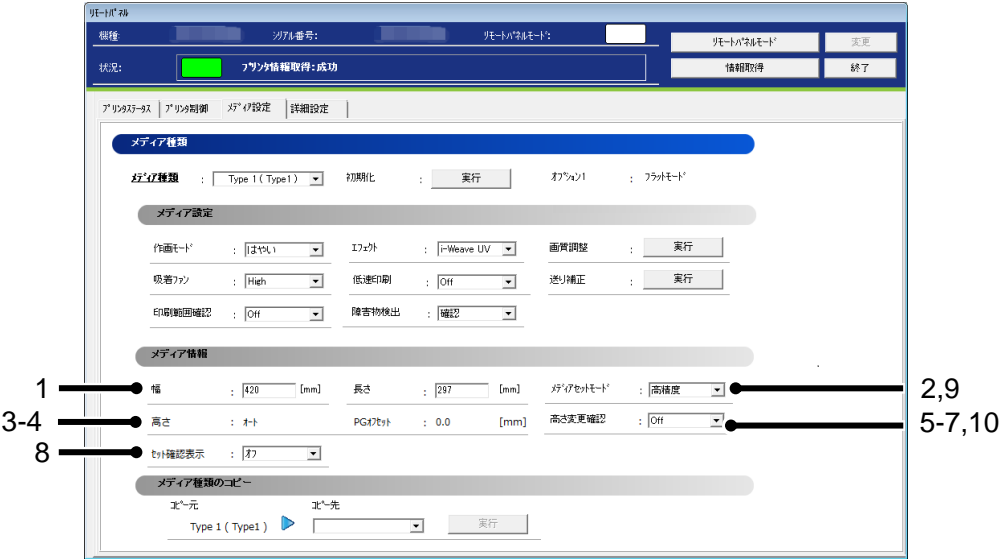 リモートパネル
機種: シリアル番号: リモートパネルモード: リモートパネルモード 変更
状況: プリンタ情報取得:成功 情報取得 終了
プリンタステータス プリンタ制御 メディア設定 詳細設定
メディア種類
メディア種類 : Type 1 ( Type1 ) 初期化 : 実行 オプション1 : フラットモード
メディア設定
作画モード : はやい エフェクト : i-Weave UV 画質調整 : 実行
吸着ファン : High 低速印刷 : Off 送り補正 : 実行
印刷範囲確認 : Off 障害物検出 : 確認
メディア情報
1 幅 : 420 [mm] 長さ : 297 [mm] メディアセットモード : 高精度 2,9
3-4 高さ : オート PGオフセット : 0.0 [mm] 高さ変更確認 : Off 5-7,10
8 セット確認表示 : オフ
メディア種類のコピー
コピー元 コピー先
Type 1 ( Type1 ) 実行